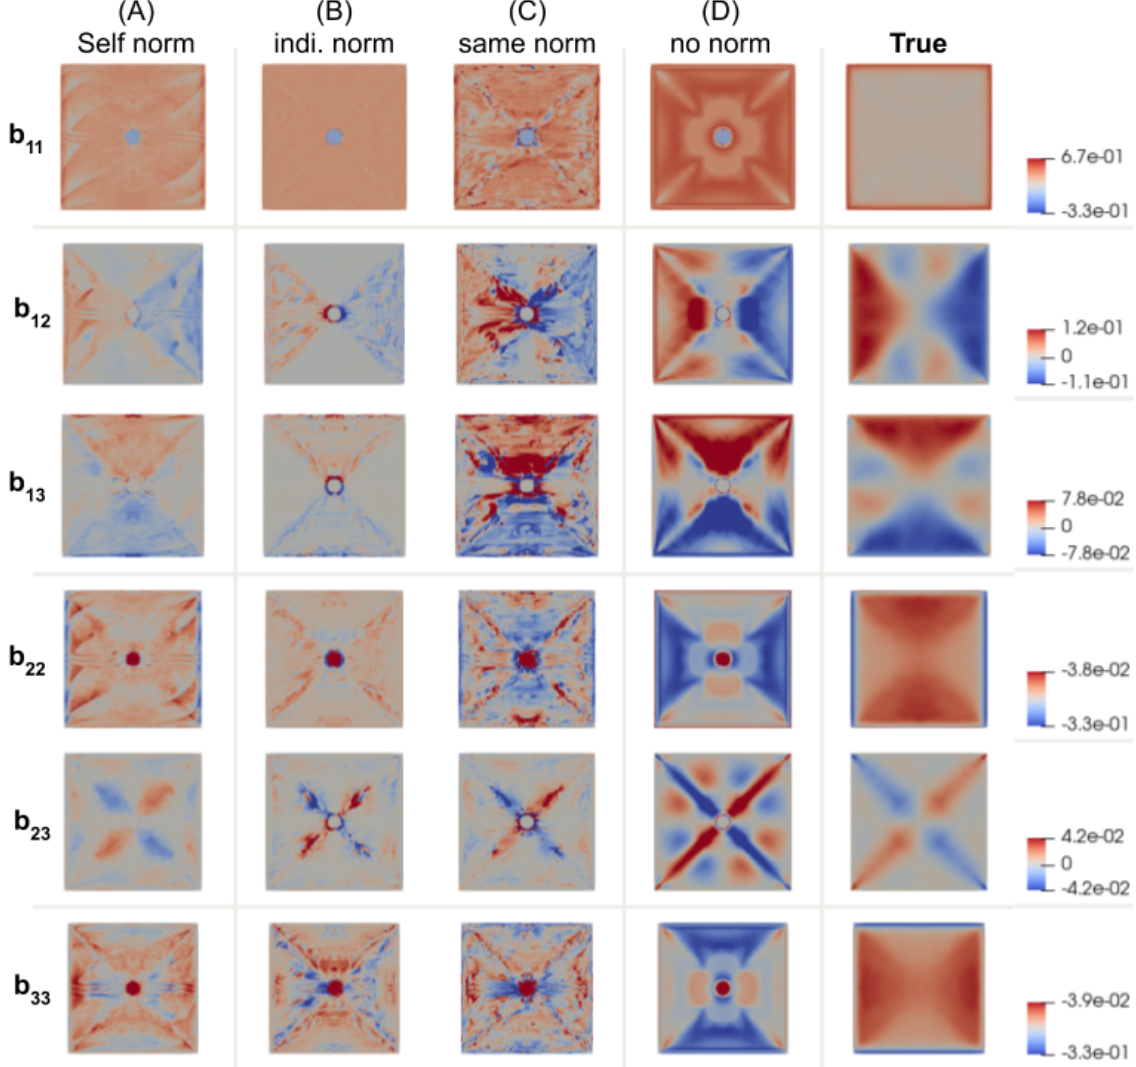 (A) (B) (C) (D)
Self norm indi. norm same norm no norm True
b11
6.7e-01
-3.3e-01
b12
1.2e-01
0
-1.1e-01
b13
7.8e-02
0
-7.8e-02
b22
-3.8e-02
-3.3e-01
b23
4.2e-02
0
-4.2e-02
b33
-3.9e-02
-3.3e-01